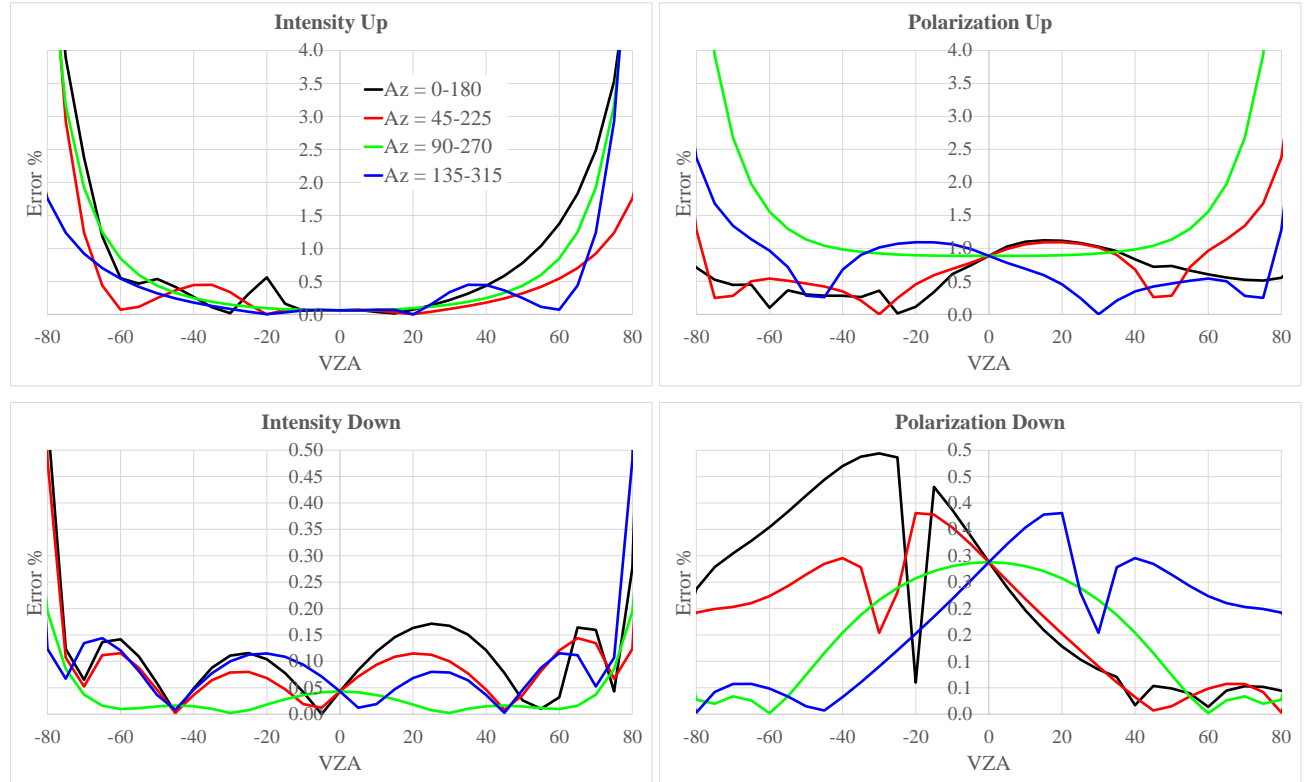 Intensity Up
Error %
4.0
3.5
3.0
2.5
2.0
1.5
1.0
0.5
0.0
-80 -60 -40 -20 0 20 40 60 80
VZA
Az = 0-180
Az = 45-225
Az = 90-270
Az = 135-315
Polarization Up
Error %
4.0
3.5
3.0
2.5
2.0
1.5
1.0
0.5
0.0
-80 -60 -40 -20 0 20 40 60 80
VZA
Intensity Down
Error %
0.50
0.45
0.40
0.35
0.30
0.25
0.20
0.15
0.10
0.05
0.00
-80 -60 -40 -20 0 20 40 60 80
VZA
Polarization Down
Error %
0.5
0.5
0.4
0.4
0.3
0.3
0.2
0.2
0.1
0.1
0.0
-80 -60 -40 -20 0 20 40 60 80
VZA